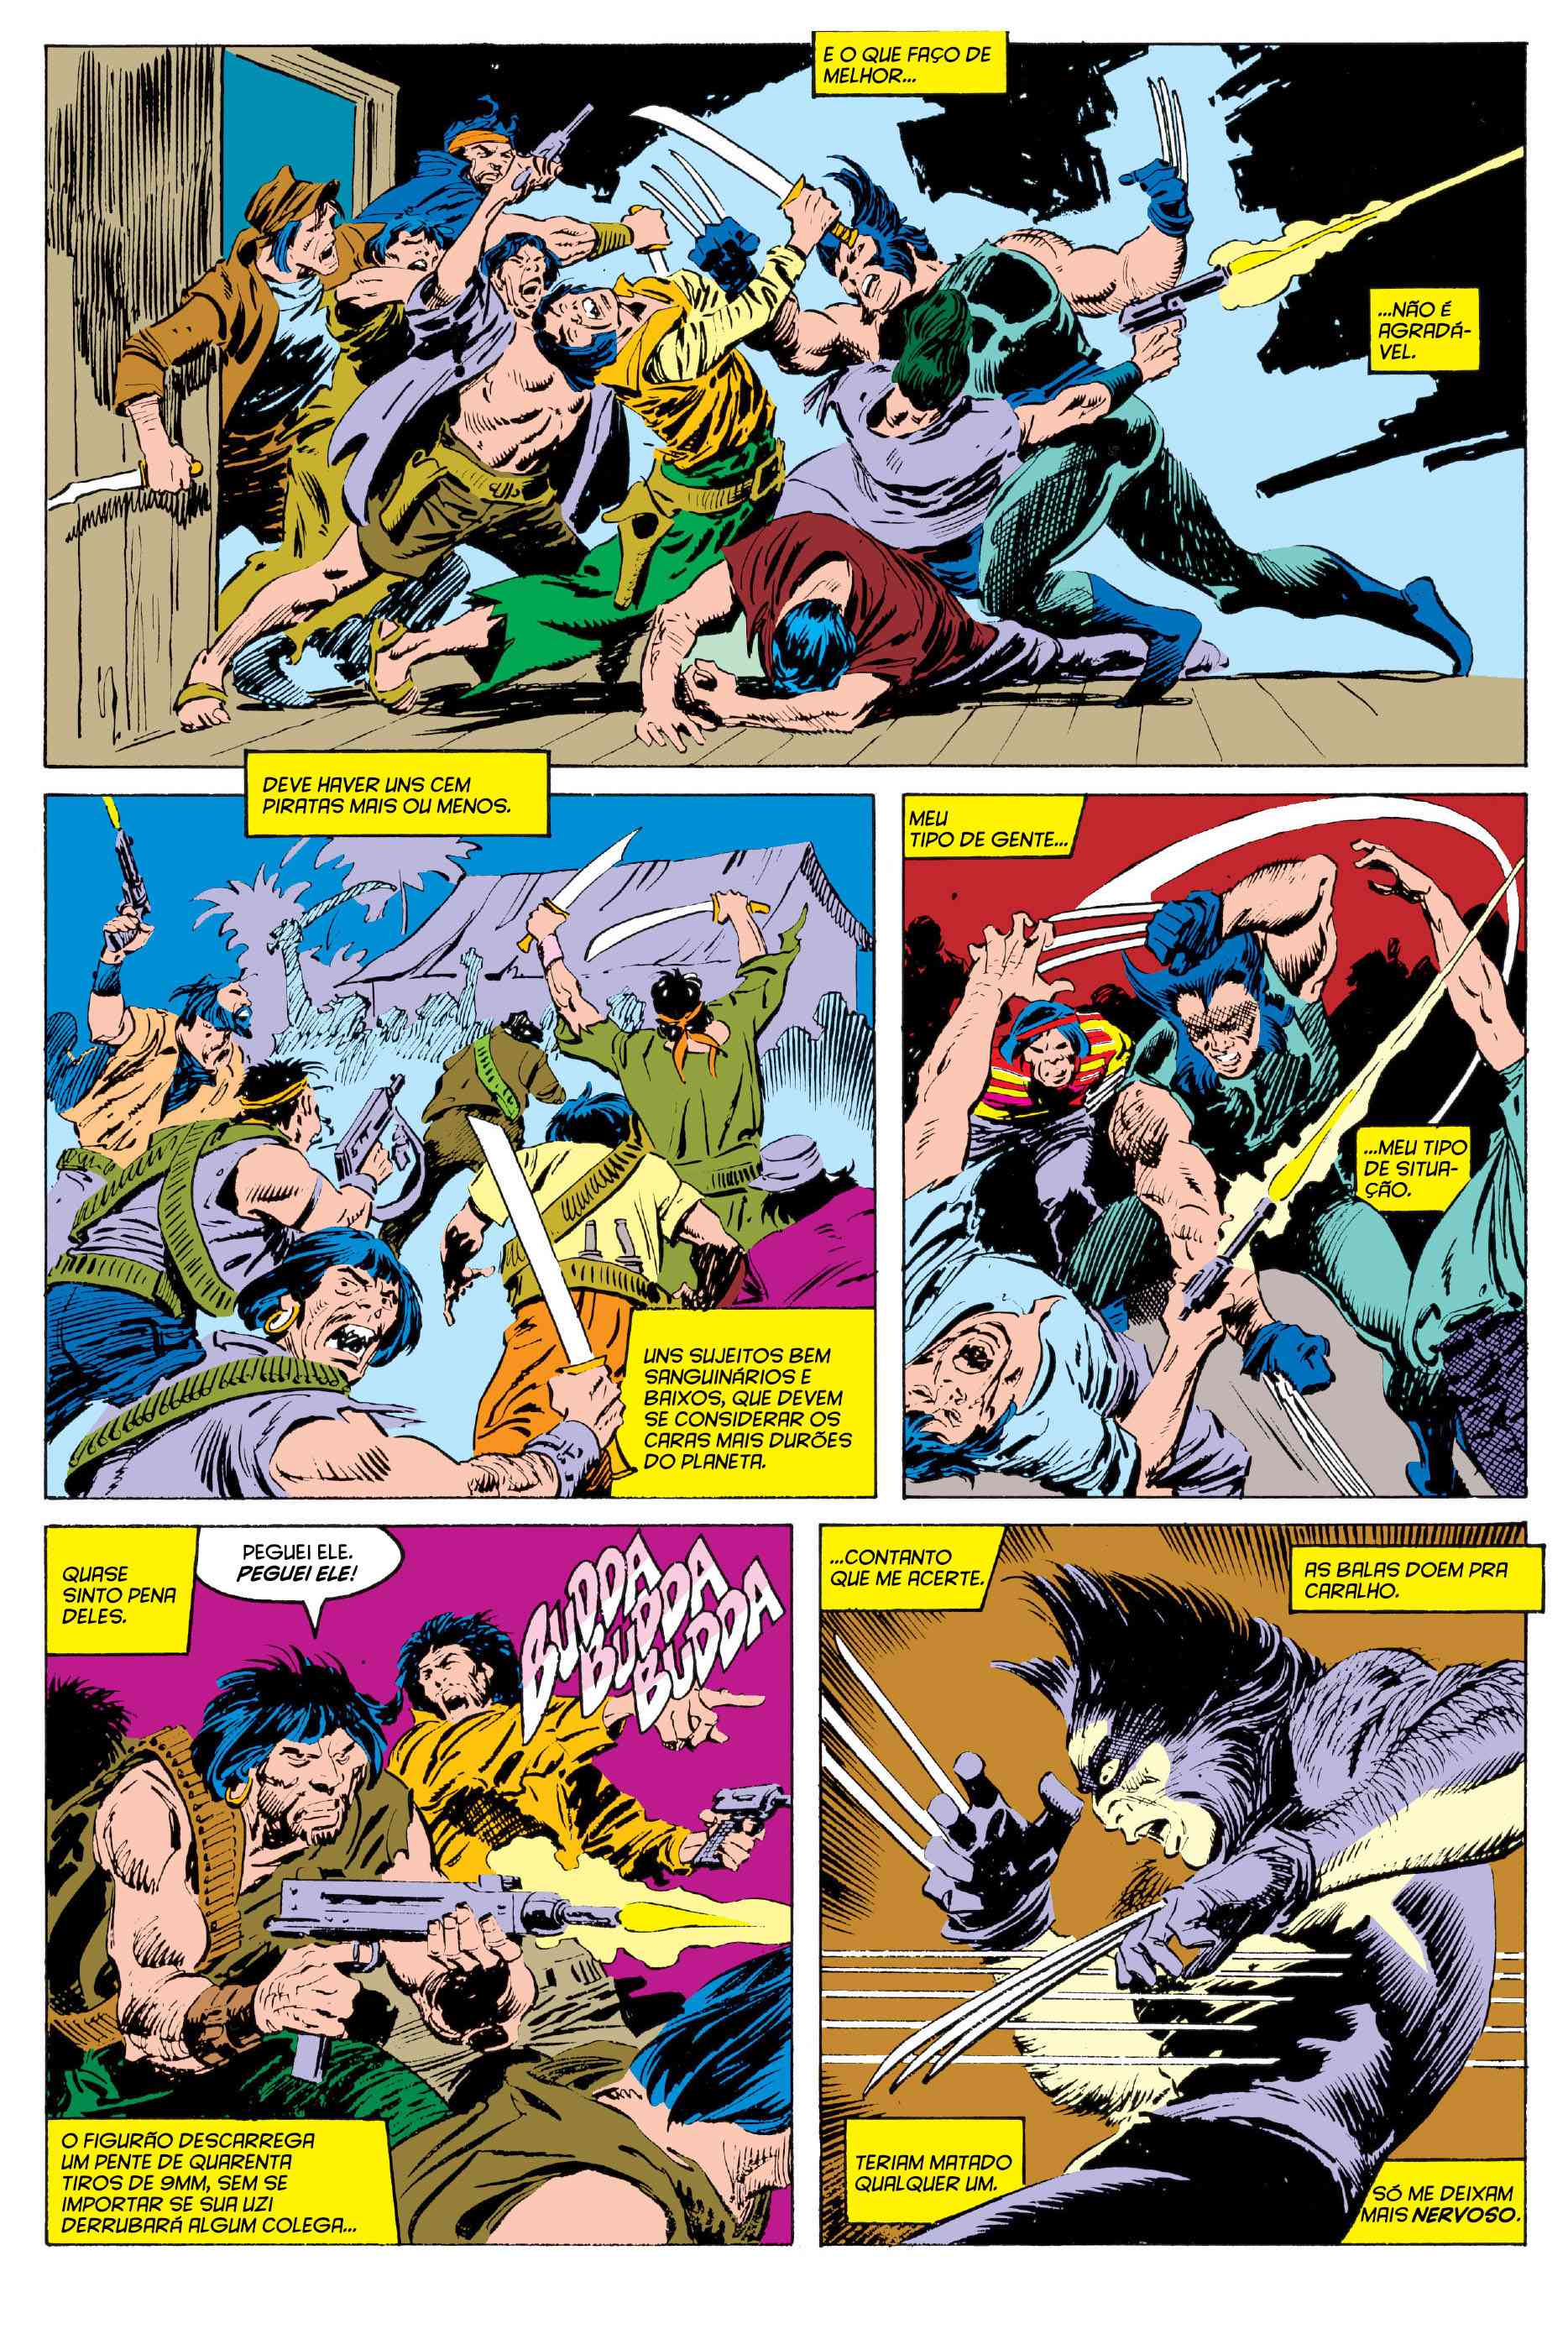 E O QUE FAÇO DE
MELHOR...
...NÃO É
AGRADÁ-
VEL.
DEVE HAVER UNS CEM
PIRATAS MAIS OU MENOS.
UNS SUJEITOS BEM
SANGUINÁRIOS E
BAIXOS, QUE DEVEM
SE CONSIDERAR OS
CARAS MAIS DURÕES
DO PLANETA.
MEU
TIPO DE GENTE...
...MEU TIPO
DE SITUA-
ÇÃO.
QUASE
SINTO PENA
DELES.
PEGUEI ELE.
PEGUEI ELE!
BUDDA
BUDDA
BUDDA
O FIGURÃO DESCARREGA
UM PENTE DE QUARENTA
TIROS DE 9MM, SEM SE
IMPORTAR SE SUA UZI
DERRUBARÁ ALGUM COLEGA...
...CONTANTO
QUE ME ACERTE.
AS BALAS DOEM PRA
CARALHO.
TERIAM MATADO
QUALQUER UM.
SÓ ME DEIXAM
MAIS NERVOSO.